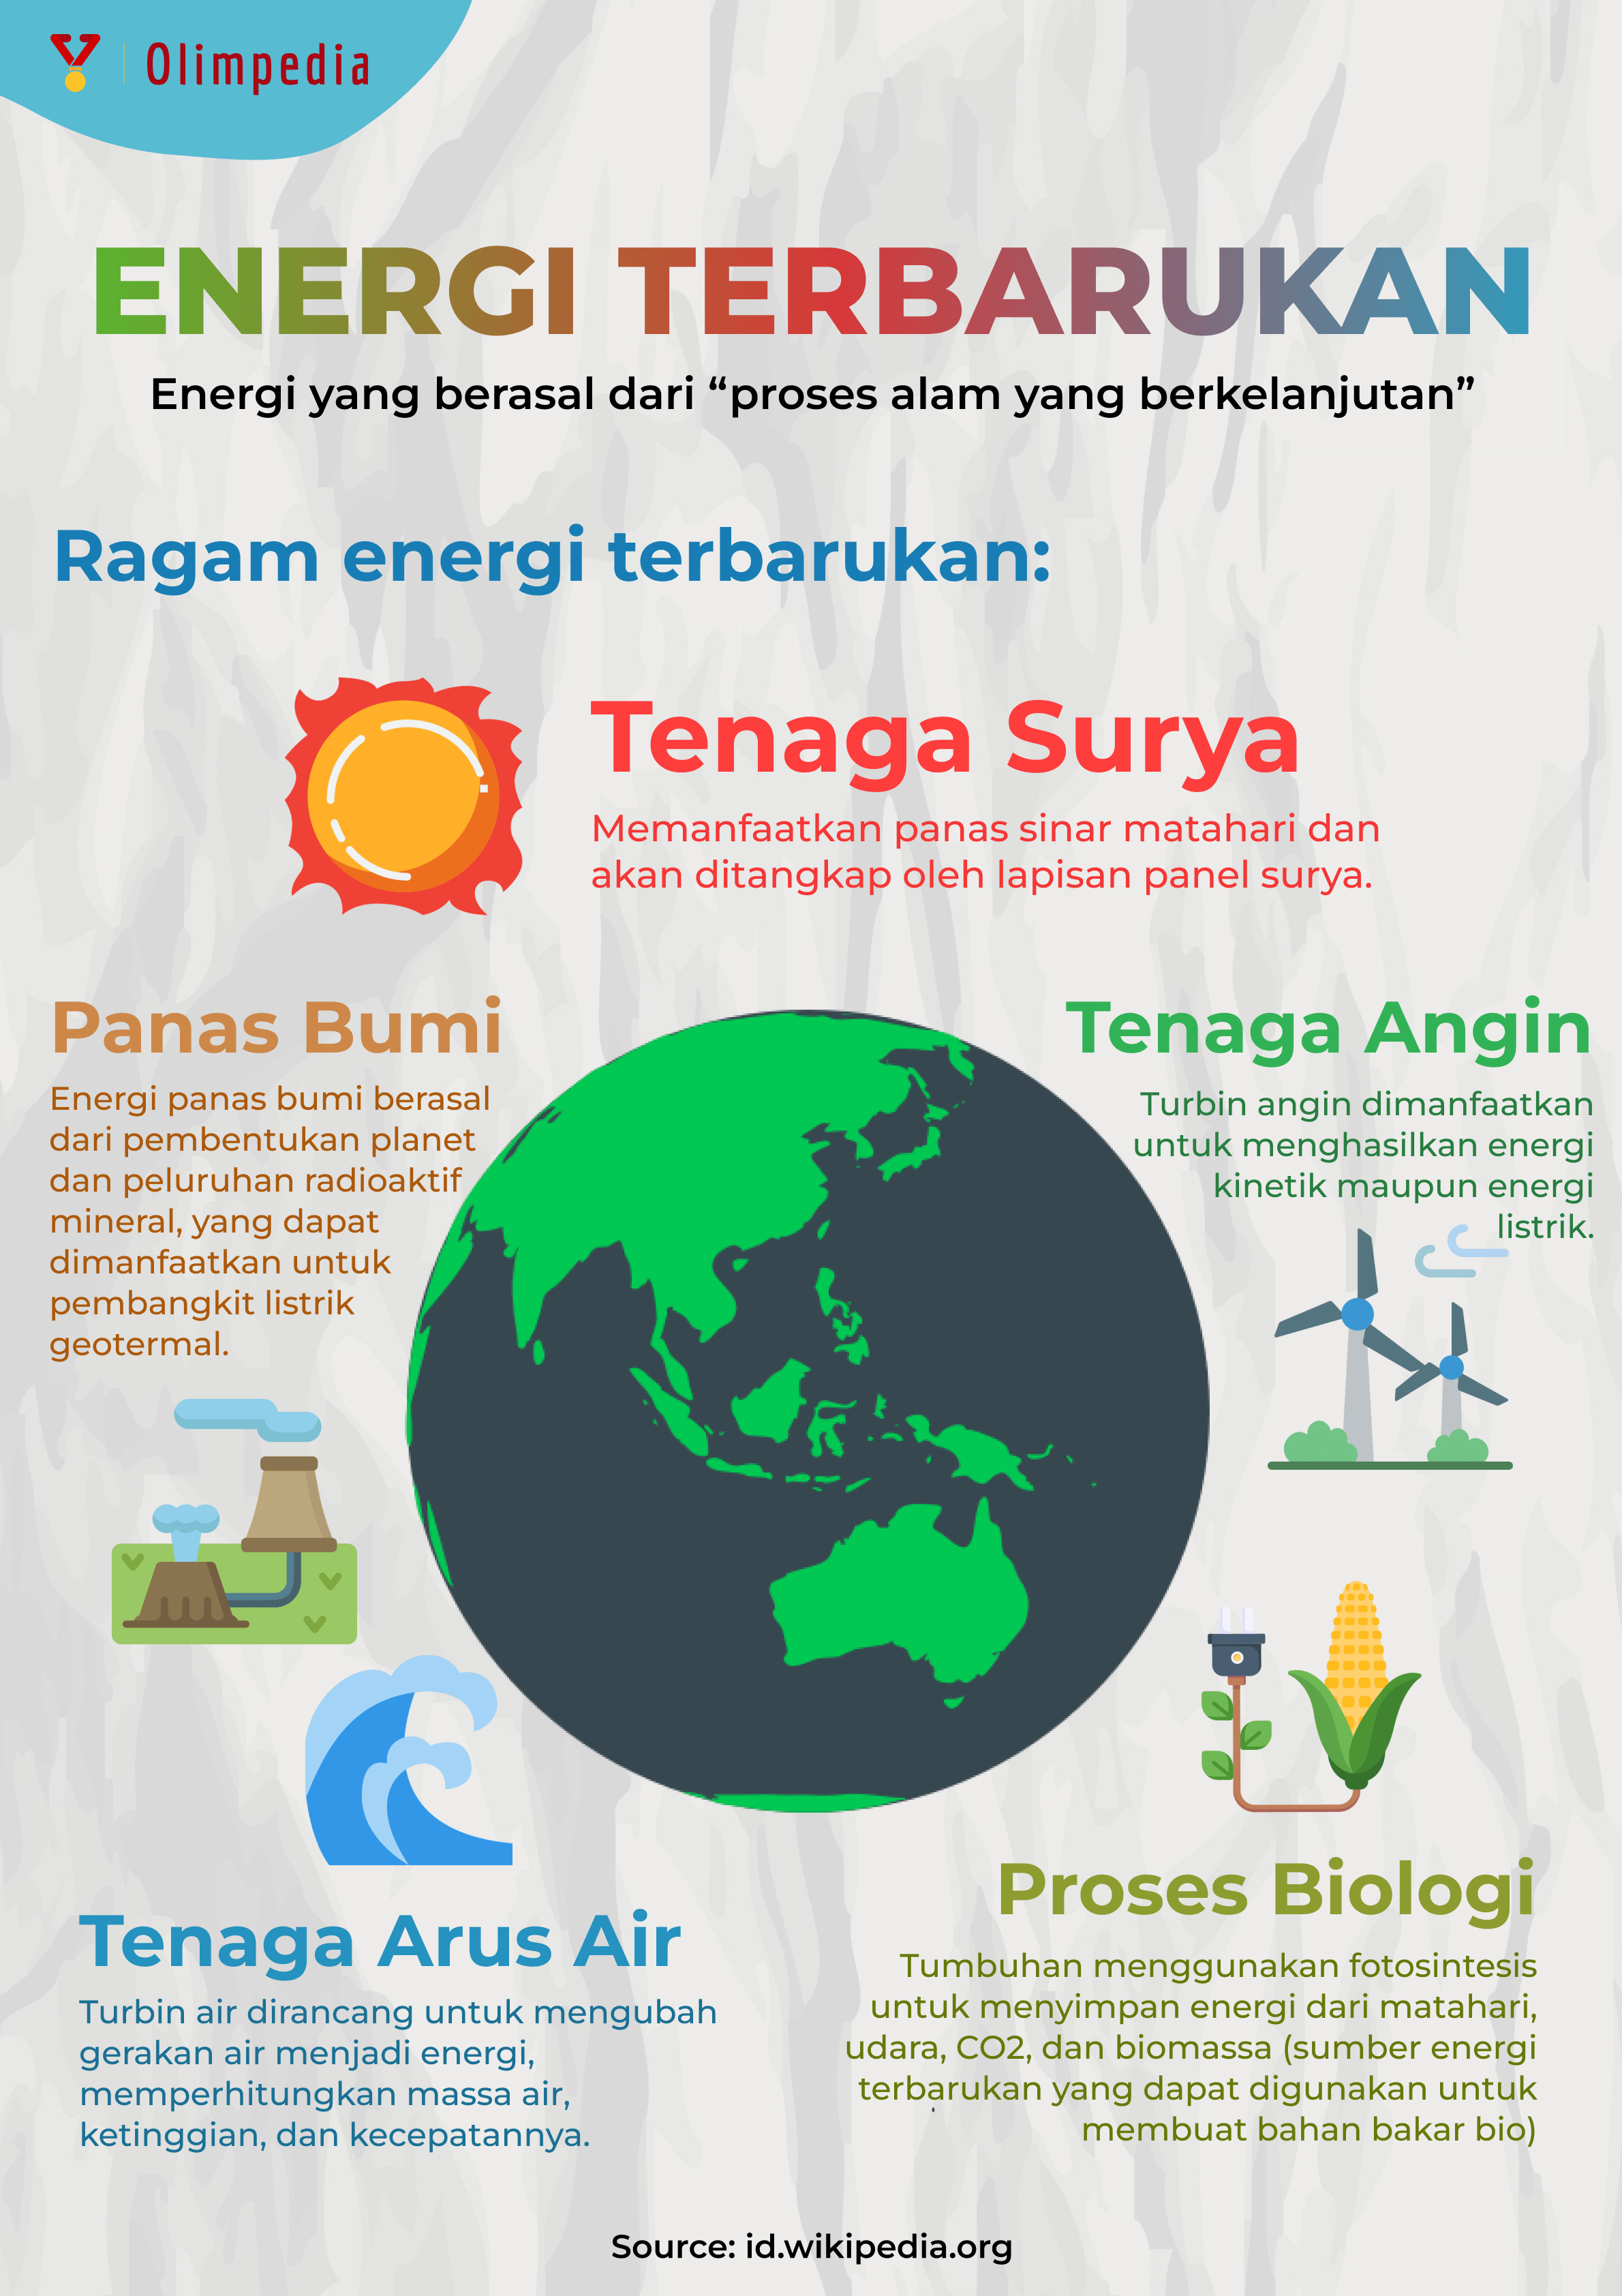 Olimpedia
ENERGI TERBARUKAN
Energi yang berasal dari “proses alam yang berkelanjutan”
Ragam energi terbarukan:
Tenaga Surya
Memanfaatkan panas sinar matahari dan
akan ditangkap oleh lapisan panel surya.
Panas Bumi
Energi panas bumi berasal
dari pembentukan planet
dan peluruhan radioaktif
mineral, yang dapat
dimanfaatkan untuk
pembangkit listrik
geotermal.
Tenaga Angin
Turbin angin dimanfaatkan
untuk menghasilkan energi
kinetik maupun energi
listrik.
Tenaga Arus Air
Turbin air dirancang untuk mengubah
gerakan air menjadi energi,
memperhitungkan massa air,
ketinggian, dan kecepatannya.
Proses Biologi
Tumbuhan menggunakan fotosintesis
untuk menyimpan energi dari matahari,
udara, CO2, dan biomassa (sumber energi
terbarukan yang dapat digunakan untuk
membuat bahan bakar bio)
Source: id.wikipedia.org